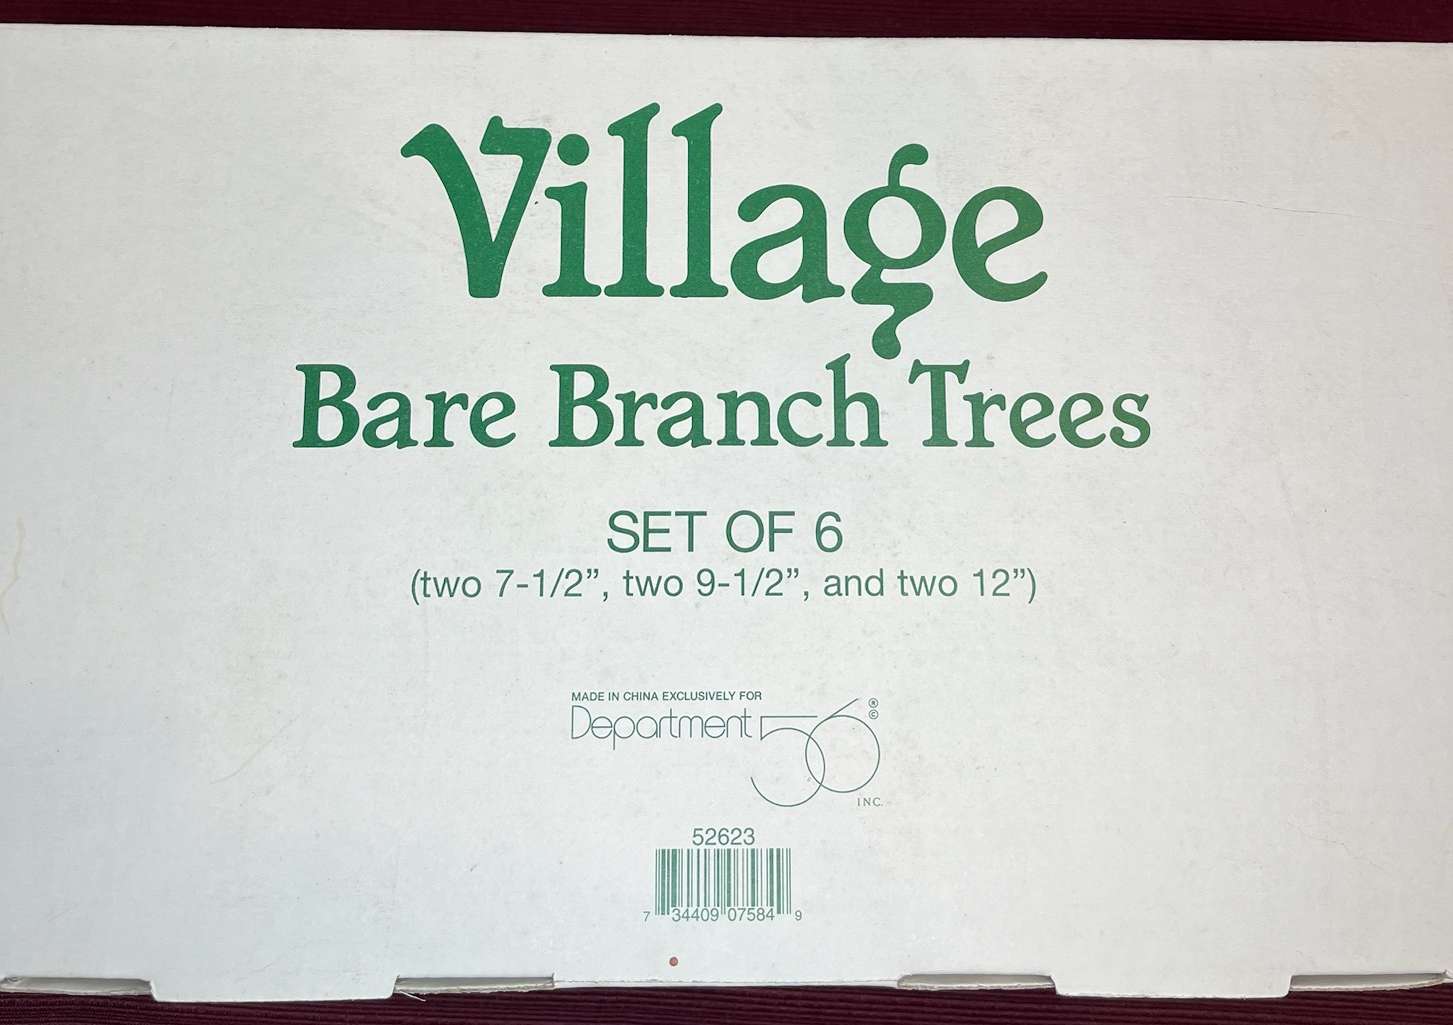 Village
Bare Branch Trees
SET OF 6
(two 7-1/2”, two 9-1/2”, and two 12”)
MADE IN CHINA EXCLUSIVELY FOR
Department 56 ® ©
INC.
52623
7 34409 07584 9